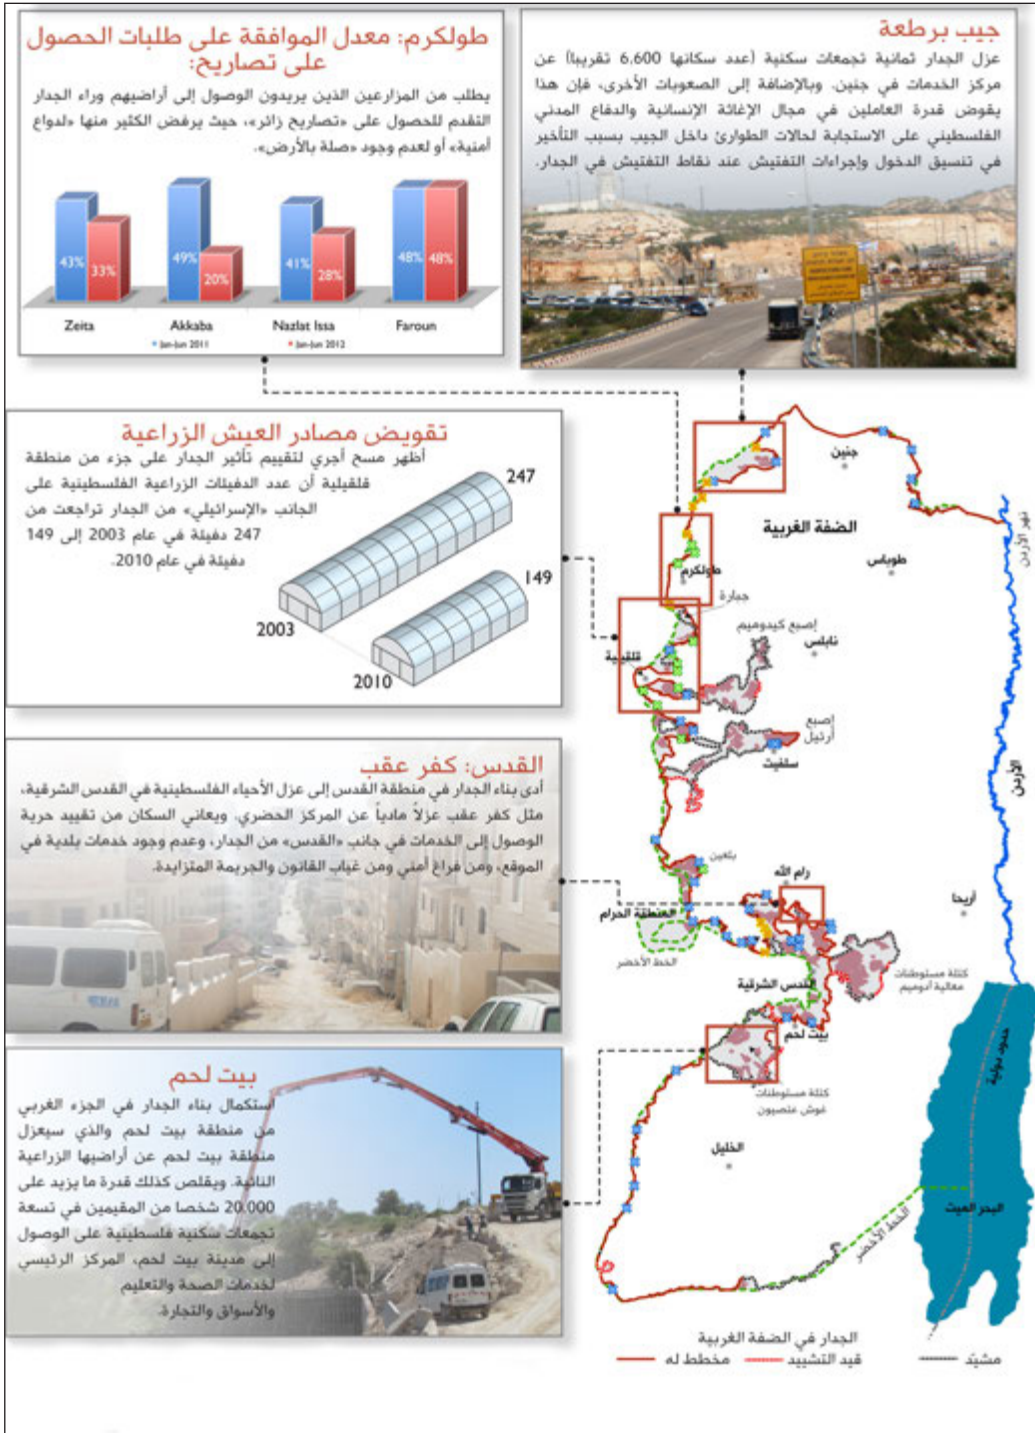 جيب برطعة
عزل الجدار ثمانية تجمعات سكنية (عدد سكانها 6,600 تقريبا) عن
مركز الخدمات في جنين. وبالإضافة إلى الصعوبات الأخرى، فإن هذا
يقوض قدرة العاملين في مجال الإغاثة الإنسانية والدفاع المدني
الفلسطيني على الاستجابة لحالات الطوارئ داخل الجيب بسبب التأخير
في تنسيق الدخول وإجراءات التفتيش عند نقاط التفتيش في الجدار.
طولكرم: معدل الموافقة على طلبات الحصول
على تصاريح:
يطلب من المزارعين الذين يريدون الوصول إلى أراضيهم وراء الجدار
التقدم للحصول على «تصاريح زائر»، حيث يرفض الكثير منها «لدواع
أمنية» أو لعدم وجود «صلة بالأرض».
43% 33% 49% 20% 41% 28% 48% 48%
Zeita Akkaba Nazlat Issa Faroun
Jan-Jun 2011 Jan-Jun 2012
تقويض مصادر العيش الزراعية
أظهر مسح أجري لتقييم تأثير الجدار على جزء من منطقة
قلقيلية أن عدد الدفيئات الزراعية الفلسطينية على
الجانب «الإسرائيلي» من الجدار تراجعت من
247 دفيئة في عام 2003 إلى 149
دفيئة في عام 2010.
247
149
2003
2010
القدس: كفر عقب
أدى بناء الجدار في منطقة القدس إلى عزل الأحياء الفلسطينية في القدس الشرقية،
مثل كفر عقب عزلاً مادياً عن المركز الحضري. ويعاني السكان من تقييد حرية
الوصول إلى الخدمات في جانب «القدس» من الجدار، وعدم وجود خدمات بلدية في
الموقع، ومن فراغ أمني ومن غياب القانون والجريمة المتزايدة.
بيت لحم
استكمال بناء الجدار في الجزء الغربي
من منطقة بيت لحم والذي سيعزل
منطقة بيت لحم عن أراضيها الزراعية
النائية. ويقلص كذلك قدرة ما يزيد على
20.000 شخصا من المقيمين في تسعة
تجمعات سكنية فلسطينية على الوصول
إلى مدينة بيت لحم، المركز الرئيسي
لخدمات الصحة والتعليم
والأسواق والتجارة.
جنين
الضفة الغربية
نهر الأردن
طوباس
طولكرم
جبارة
إصبع كيدوميم
نابلس
قلقيلية
إصبع
أرئيل
سلفيت
الأردن
بلعين
رام الله
أريحا
المنطقة الحرام
الخط الأخضر
كتلة مستوطنات
معالية أدوميم
القدس الشرقية
بيت لحم
حدود دولية
كتلة مستوطنات
غوش عتصيون
الخليل
البحر الميت
الخط الأخضر
الجدار في الضفة الغربية
مشيّد قيد التشييد مخطط له